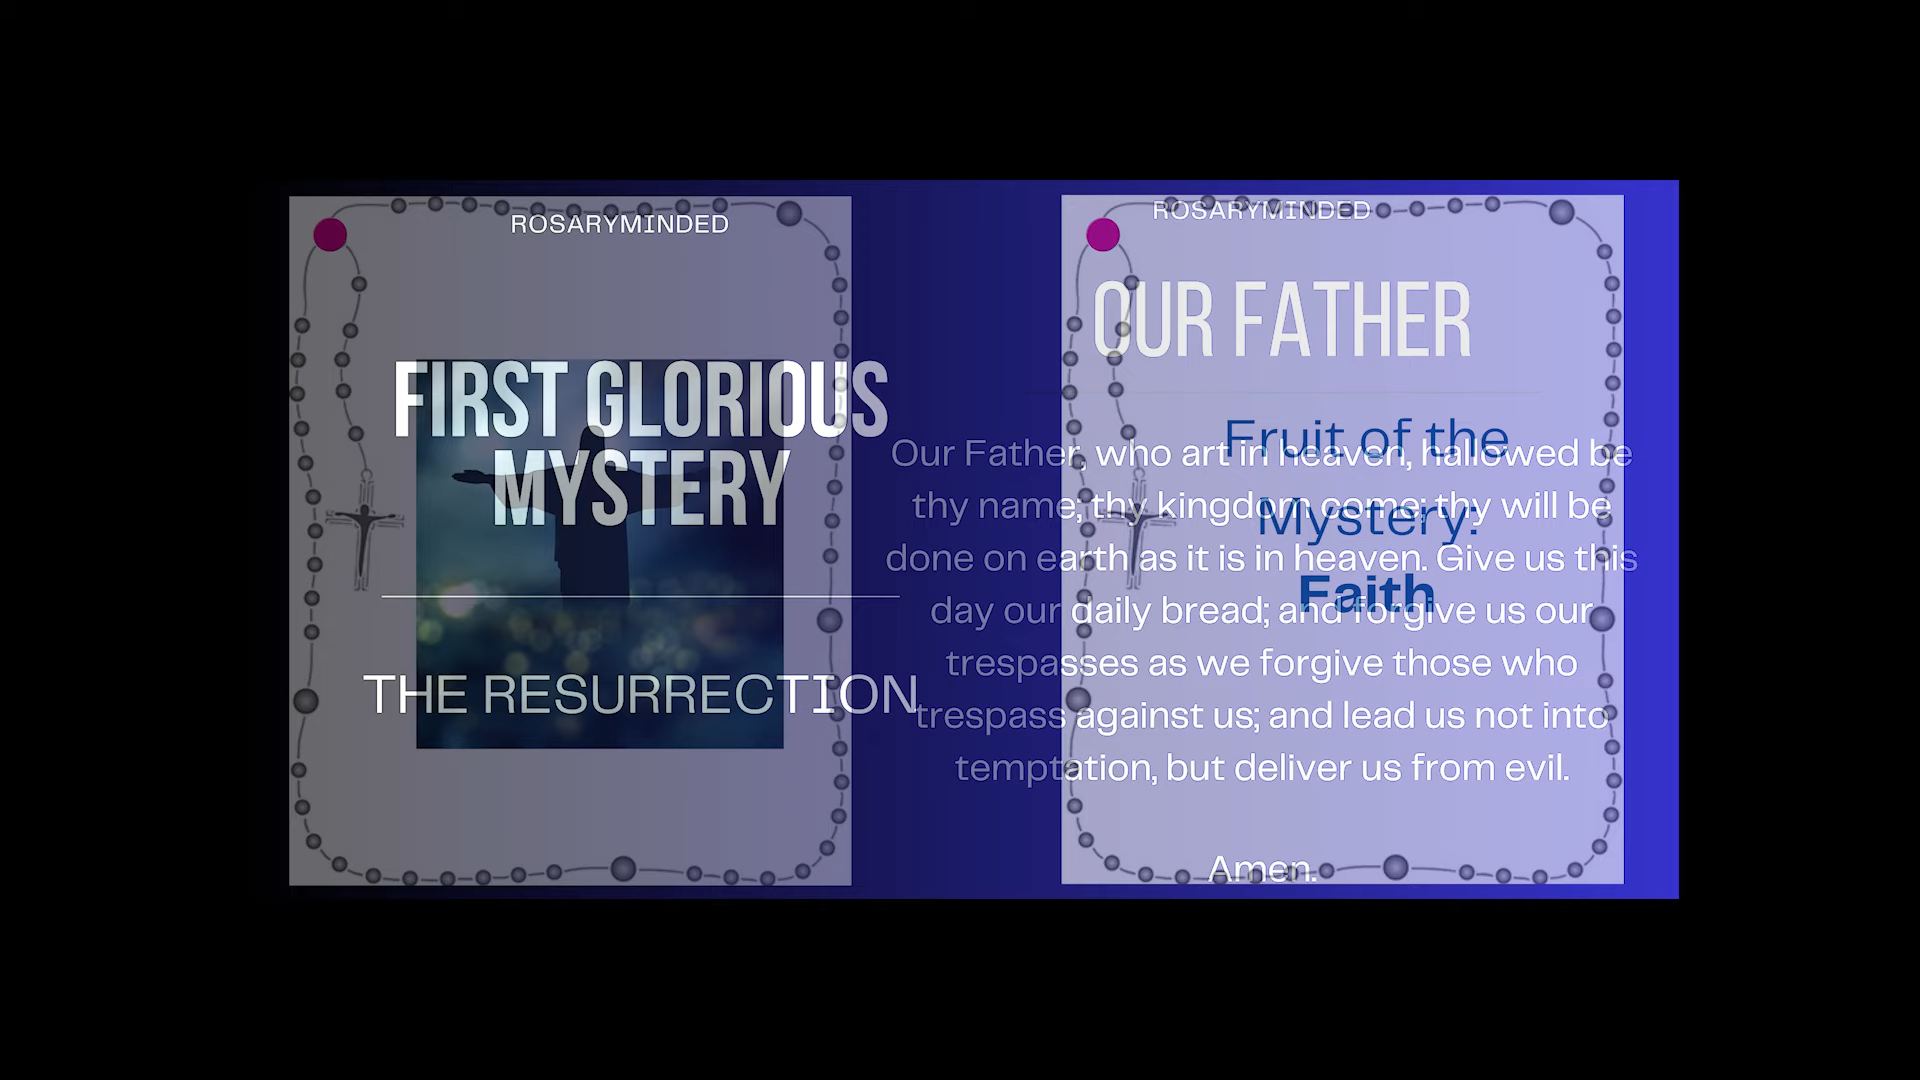 ROSARYMINDED
FIRST GLORIOUS
MYSTERY
THE RESURRECTION
ROSARYMINDED
OUR FATHER
Fruit of the
Mystery:
Faith
Our Father, who art in heaven, hallowed be
thy name; thy kingdom come; thy will be
done on earth as it is in heaven. Give us this
day our daily bread; and forgive us our
trespasses as we forgive those who
trespass against us; and lead us not into
temptation, but deliver us from evil.
Amen.